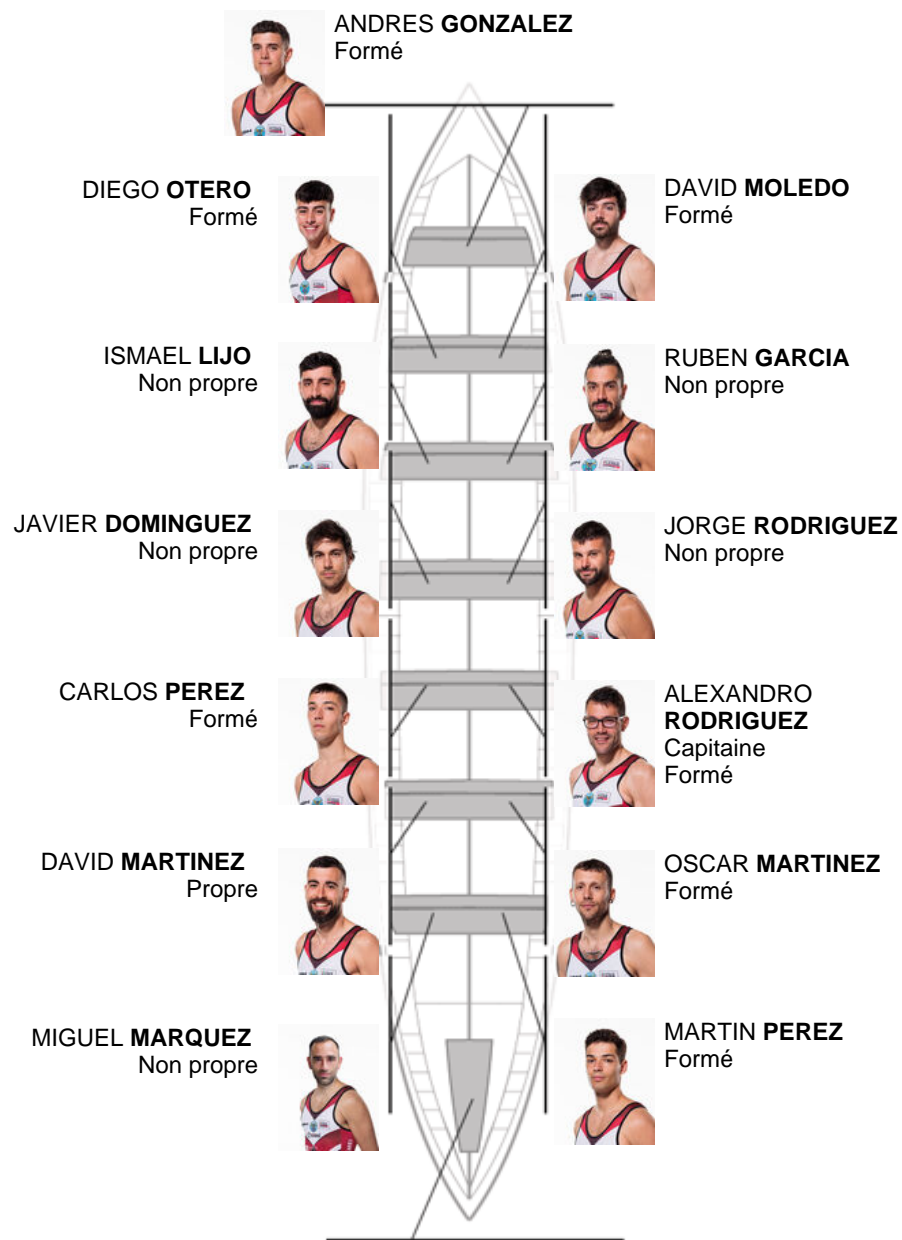 ANDRES GONZALEZ
Formé
DIEGO OTERO
Formé
DAVID MOLEDO
Formé
ISMAEL LIJO
Non propre
RUBEN GARCIA
Non propre
JAVIER DOMINGUEZ
Non propre
JORGE RODRIGUEZ
Non propre
CARLOS PEREZ
Formé
ALEXANDRO
RODRIGUEZ
Capitaine
Formé
DAVID MARTINEZ
Propre
OSCAR MARTINEZ
Formé
MIGUEL MARQUEZ
Non propre
MARTIN PEREZ
Formé